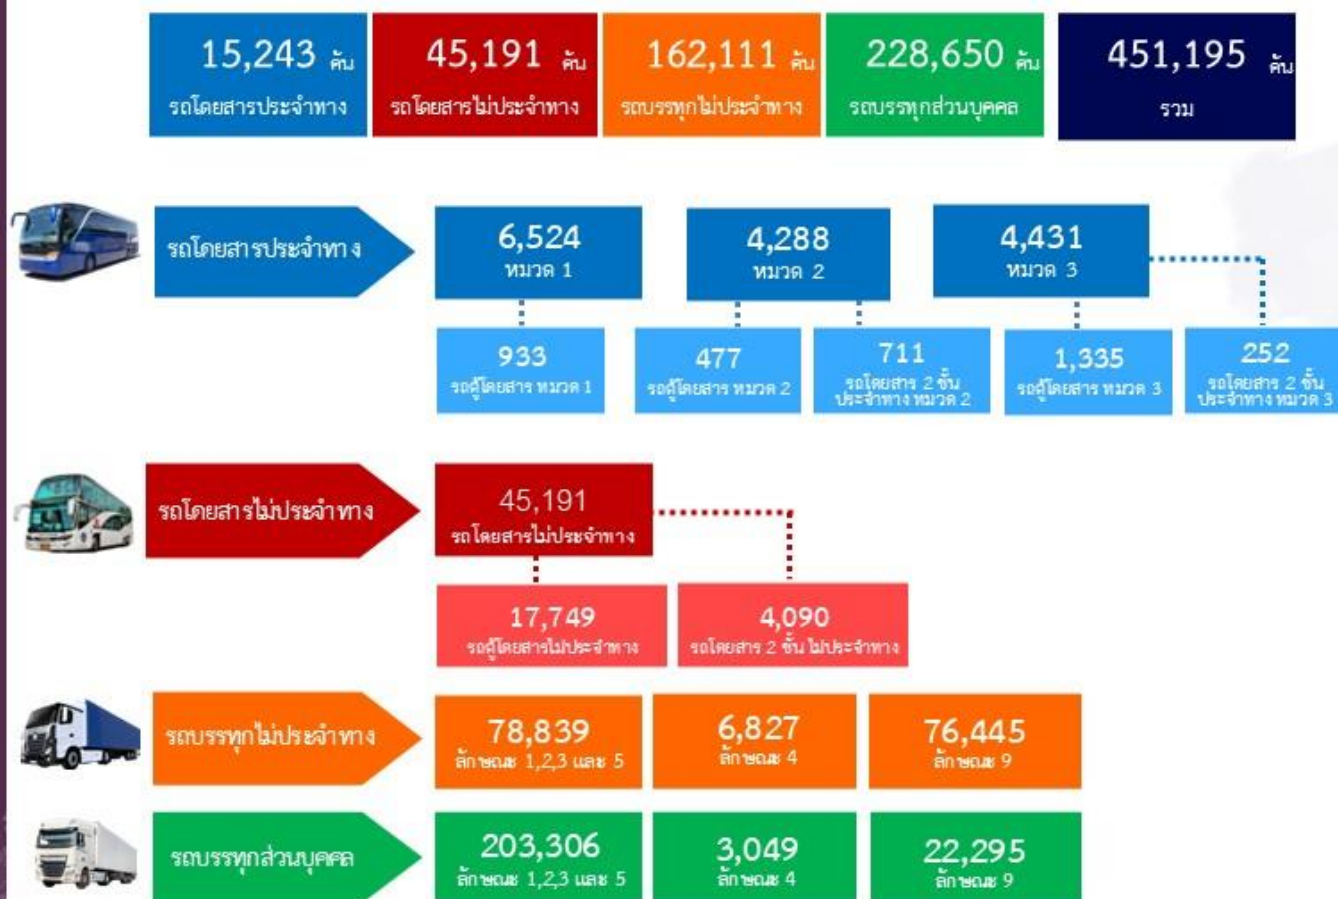 15,243 คัน
รถโดยสารประจำทาง
45,191 คัน
รถโดยสารไม่ประจำทาง
162,111 คัน
รถบรรทุกไม่ประจำทาง
228,650 คัน
รถบรรทุกส่วนบุคคล
451,195 คัน
รวม
รถโดยสารประจำทาง
6,524
หมวด 1
4,288
หมวด 2
4,431
หมวด 3
933
รถตู้โดยสาร หมวด 1
477
รถตู้โดยสาร หมวด 2
711
รถโดยสาร 2 ชั้น
ประจำทาง หมวด 2
1,335
รถตู้โดยสาร หมวด 3
252
รถโดยสาร 2 ชั้น
ประจำทาง หมวด 3
รถโดยสารไม่ประจำทาง
45,191
รถโดยสารไม่ประจำทาง
17,749
รถตู้โดยสารไม่ประจำทาง
4,090
รถโดยสาร 2 ชั้น ไม่ประจำทาง
รถบรรทุกไม่ประจำทาง
78,839
ลักษณะ 1,2,3 และ 5
6,827
ลักษณะ 4
76,445
ลักษณะ 9
รถบรรทุกส่วนบุคคล
203,306
ลักษณะ 1,2,3 และ 5
3,049
ลักษณะ 4
22,295
ลักษณะ 9